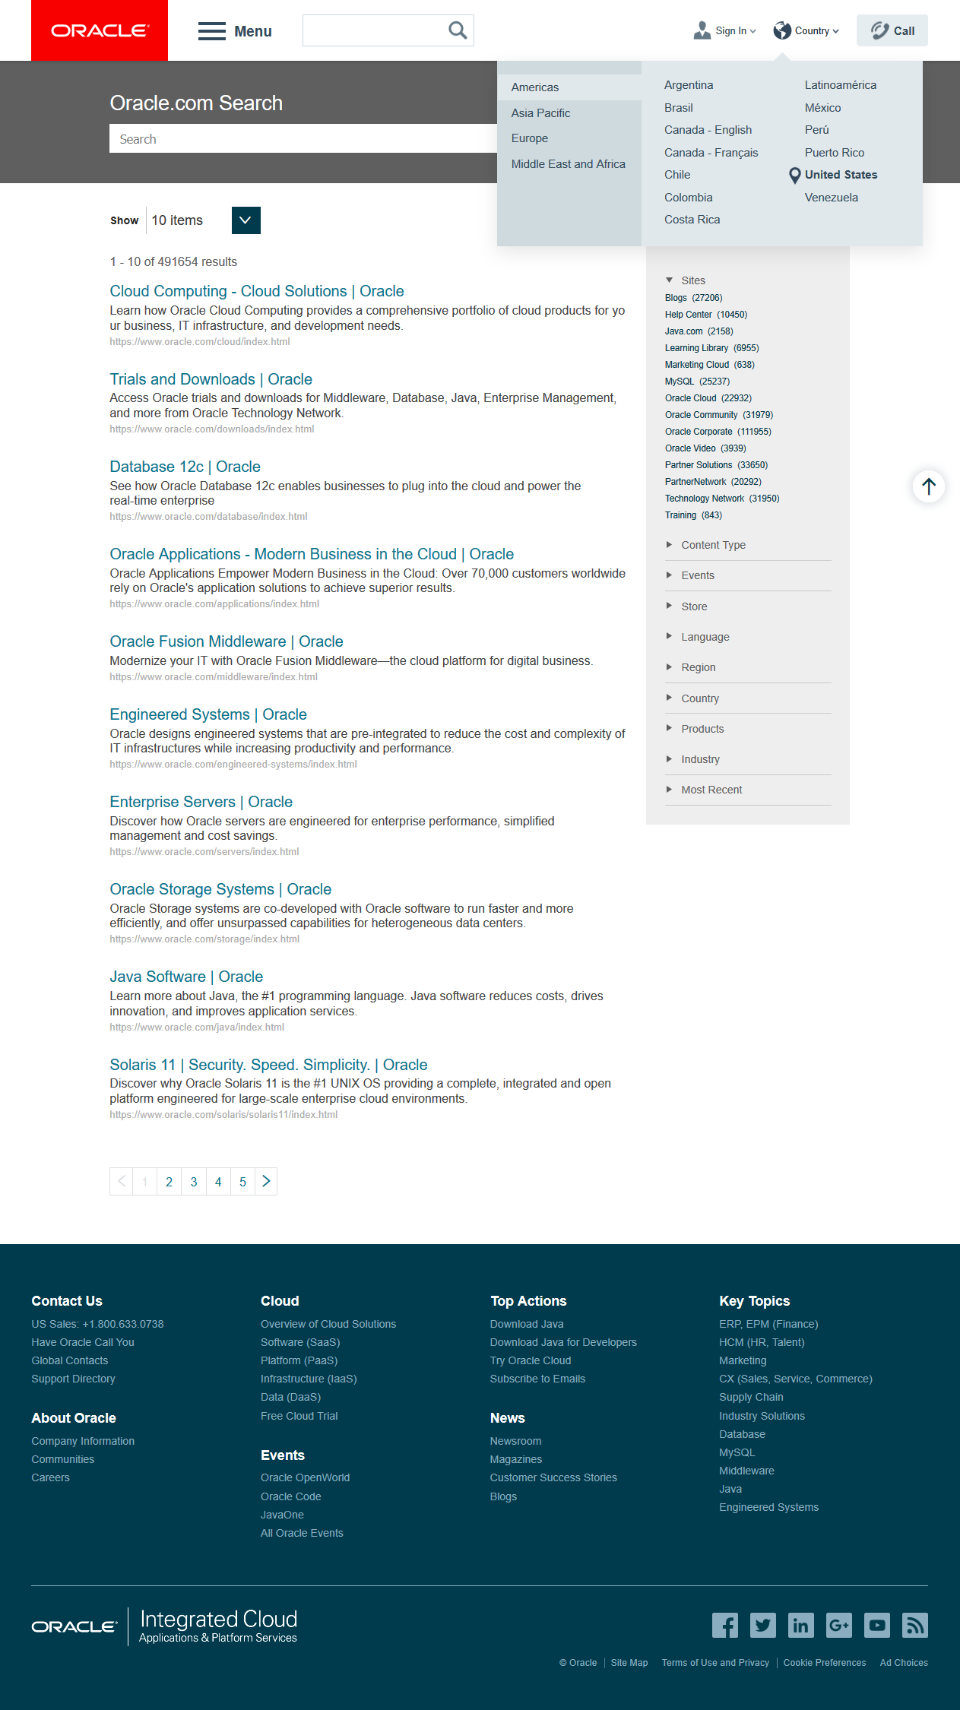 ORACLE
Menu
Sign In
Country
Call
Oracle.com Search
Search
Americas
Asia Pacific
Europe
Middle East and Africa
Argentina
Brasil
Canada - English
Canada - Français
Chile
Colombia
Costa Rica
Latinoamérica
México
Perú
Puerto Rico
United States
Venezuela
Show
10 items
1 - 10 of 491654 results
Cloud Computing - Cloud Solutions | Oracle
Learn how Oracle Cloud Computing provides a comprehensive portfolio of cloud products for yo
ur business, IT infrastructure, and development needs.
https://www.oracle.com/cloud/index.html
Trials and Downloads | Oracle
Access Oracle trials and downloads for Middleware, Database, Java, Enterprise Management,
and more from Oracle Technology Network.
https://www.oracle.com/downloads/index.html
Database 12c | Oracle
See how Oracle Database 12c enables businesses to plug into the cloud and power the
real-time enterprise
https://www.oracle.com/database/index.html
Oracle Applications - Modern Business in the Cloud | Oracle
Oracle Applications Empower Modern Business in the Cloud: Over 70,000 customers worldwide
rely on Oracle's application solutions to achieve superior results.
https://www.oracle.com/applications/index.html
Oracle Fusion Middleware | Oracle
Modernize your IT with Oracle Fusion Middleware—the cloud platform for digital business.
https://www.oracle.com/middleware/index.html
Engineered Systems | Oracle
Oracle designs engineered systems that are pre-integrated to reduce the cost and complexity of
IT infrastructures while increasing productivity and performance.
https://www.oracle.com/engineered-systems/index.html
Enterprise Servers | Oracle
Discover how Oracle servers are engineered for enterprise performance, simplified
management and cost savings.
https://www.oracle.com/servers/index.html
Oracle Storage Systems | Oracle
Oracle Storage systems are co-developed with Oracle software to run faster and more
efficiently, and offer unsurpassed capabilities for heterogeneous data centers.
https://www.oracle.com/storage/index.html
Java Software | Oracle
Learn more about Java, the #1 programming language. Java software reduces costs, drives
innovation, and improves application services.
https://www.oracle.com/java/index.html
Solaris 11 | Security. Speed. Simplicity. | Oracle
Discover why Oracle Solaris 11 is the #1 UNIX OS providing a complete, integrated and open
platform engineered for large-scale enterprise cloud environments.
https://www.oracle.com/solaris/solaris11/index.html
1 2 3 4 5
Sites
Blogs (27206)
Help Center (10450)
Java.com (2158)
Learning Library (6955)
Marketing Cloud (638)
MySQL (25237)
Oracle Cloud (22932)
Oracle Community (31979)
Oracle Corporate (111955)
Oracle Video (3939)
Partner Solutions (33650)
PartnerNetwork (20292)
Technology Network (31950)
Training (843)
Content Type
Events
Store
Language
Region
Country
Products
Industry
Most Recent
Contact Us
US Sales: +1.800.633.0738
Have Oracle Call You
Global Contacts
Support Directory
About Oracle
Company Information
Communities
Careers
Cloud
Overview of Cloud Solutions
Software (SaaS)
Platform (PaaS)
Infrastructure (IaaS)
Data (DaaS)
Free Cloud Trial
Events
Oracle OpenWorld
Oracle Code
JavaOne
All Oracle Events
Top Actions
Download Java
Download Java for Developers
Try Oracle Cloud
Subscribe to Emails
News
Newsroom
Magazines
Customer Success Stories
Blogs
Key Topics
ERP, EPM (Finance)
HCM (HR, Talent)
Marketing
CX (Sales, Service, Commerce)
Supply Chain
Industry Solutions
Database
MySQL
Middleware
Java
Engineered Systems
ORACLE
Integrated Cloud
Applications & Platform Services
© Oracle | Site Map Terms of Use and Privacy | Cookie Preferences Ad Choices